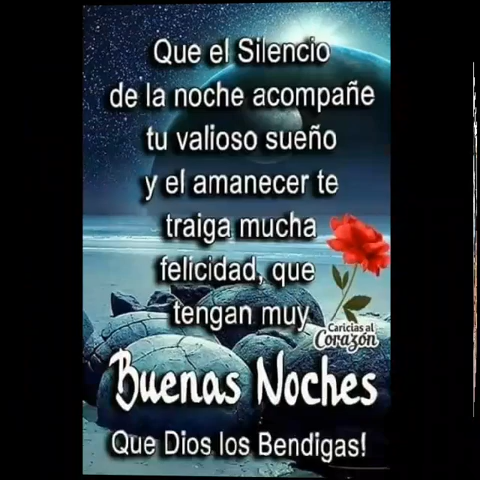 Que el Silencio
de la noche acompañe
tu valioso sueño
y el amanecer te
traiga mucha
felicidad, que
tengan muy
Caricias al
Corazón
Buenas Noches
Que Dios los Bendigas!